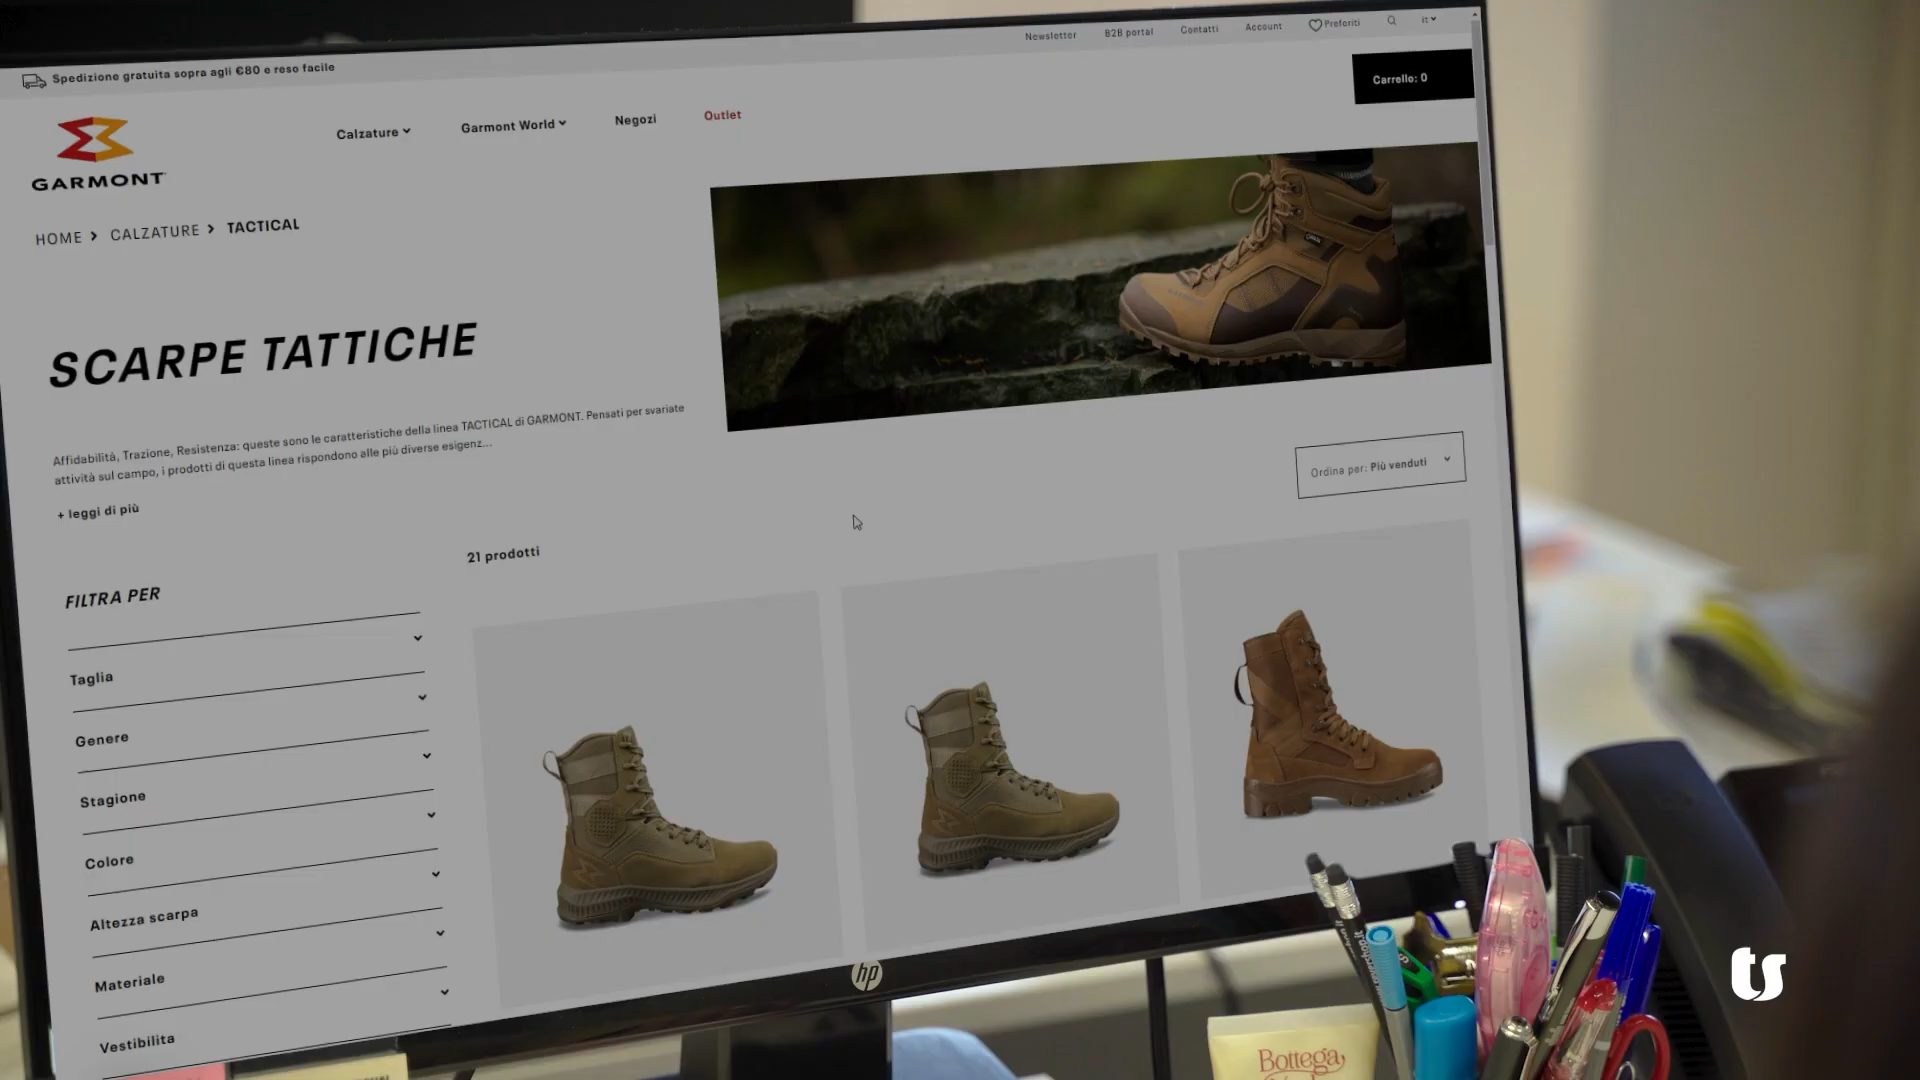 Newsletter
B2B portal
Contatti
Account
Preferiti
it
Spedizione gratuita sopra agli €80 e reso facile
Carrello: 0
GARMONT
Calzature
Garmont World
Negozi
Outlet
HOME > CALZATURE > TACTICAL
SCARPE TATTICHE
Affidabilità, Trazione, Resistenza: queste sono le caratteristiche della linea TACTICAL di GARMONT. Pensati per svariate
attività sul campo, i prodotti di questa linea rispondono alle più diverse esigenz...
+ leggi di più
Ordina per: Più venduti
21 prodotti
FILTRA PER
Taglia
Genere
Stagione
Colore
Altezza scarpa
Materiale
Vestibilita
hp
ts
Bottega